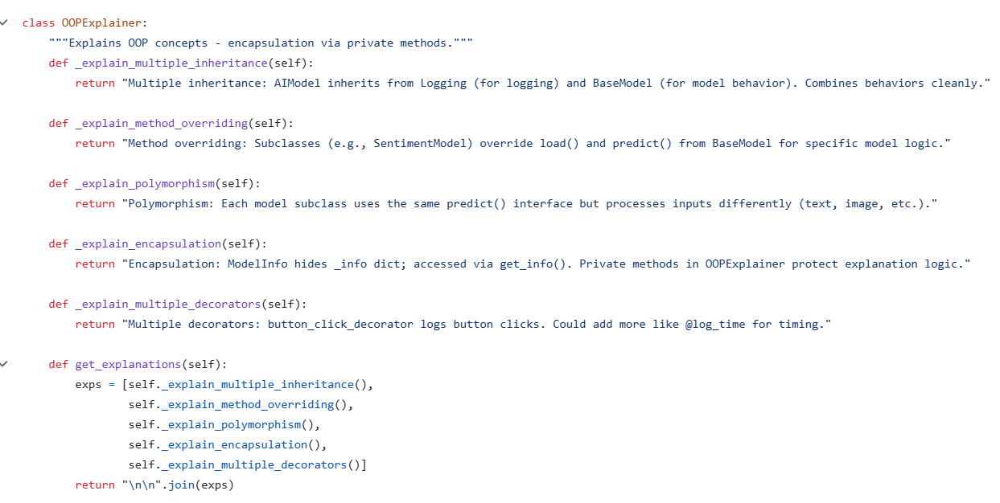 class OOPExplainer:
    """Explains OOP concepts - encapsulation via private methods."""
    def _explain_multiple_inheritance(self):
        return "Multiple inheritance: AIModel inherits from Logging (for logging) and BaseModel (for model behavior). Combines behaviors cleanly."

    def _explain_method_overriding(self):
        return "Method overriding: Subclasses (e.g., SentimentModel) override load() and predict() from BaseModel for specific model logic."

    def _explain_polymorphism(self):
        return "Polymorphism: Each model subclass uses the same predict() interface but processes inputs differently (text, image, etc.)."

    def _explain_encapsulation(self):
        return "Encapsulation: ModelInfo hides _info dict; accessed via get_info(). Private methods in OOPExplainer protect explanation logic."

    def _explain_multiple_decorators(self):
        return "Multiple decorators: button_click_decorator logs button clicks. Could add more like @log_time for timing."

    def get_explanations(self):
        exps = [self._explain_multiple_inheritance(),
                self._explain_method_overriding(),
                self._explain_polymorphism(),
                self._explain_encapsulation(),
                self._explain_multiple_decorators()]
        return "\n\n".join(exps)